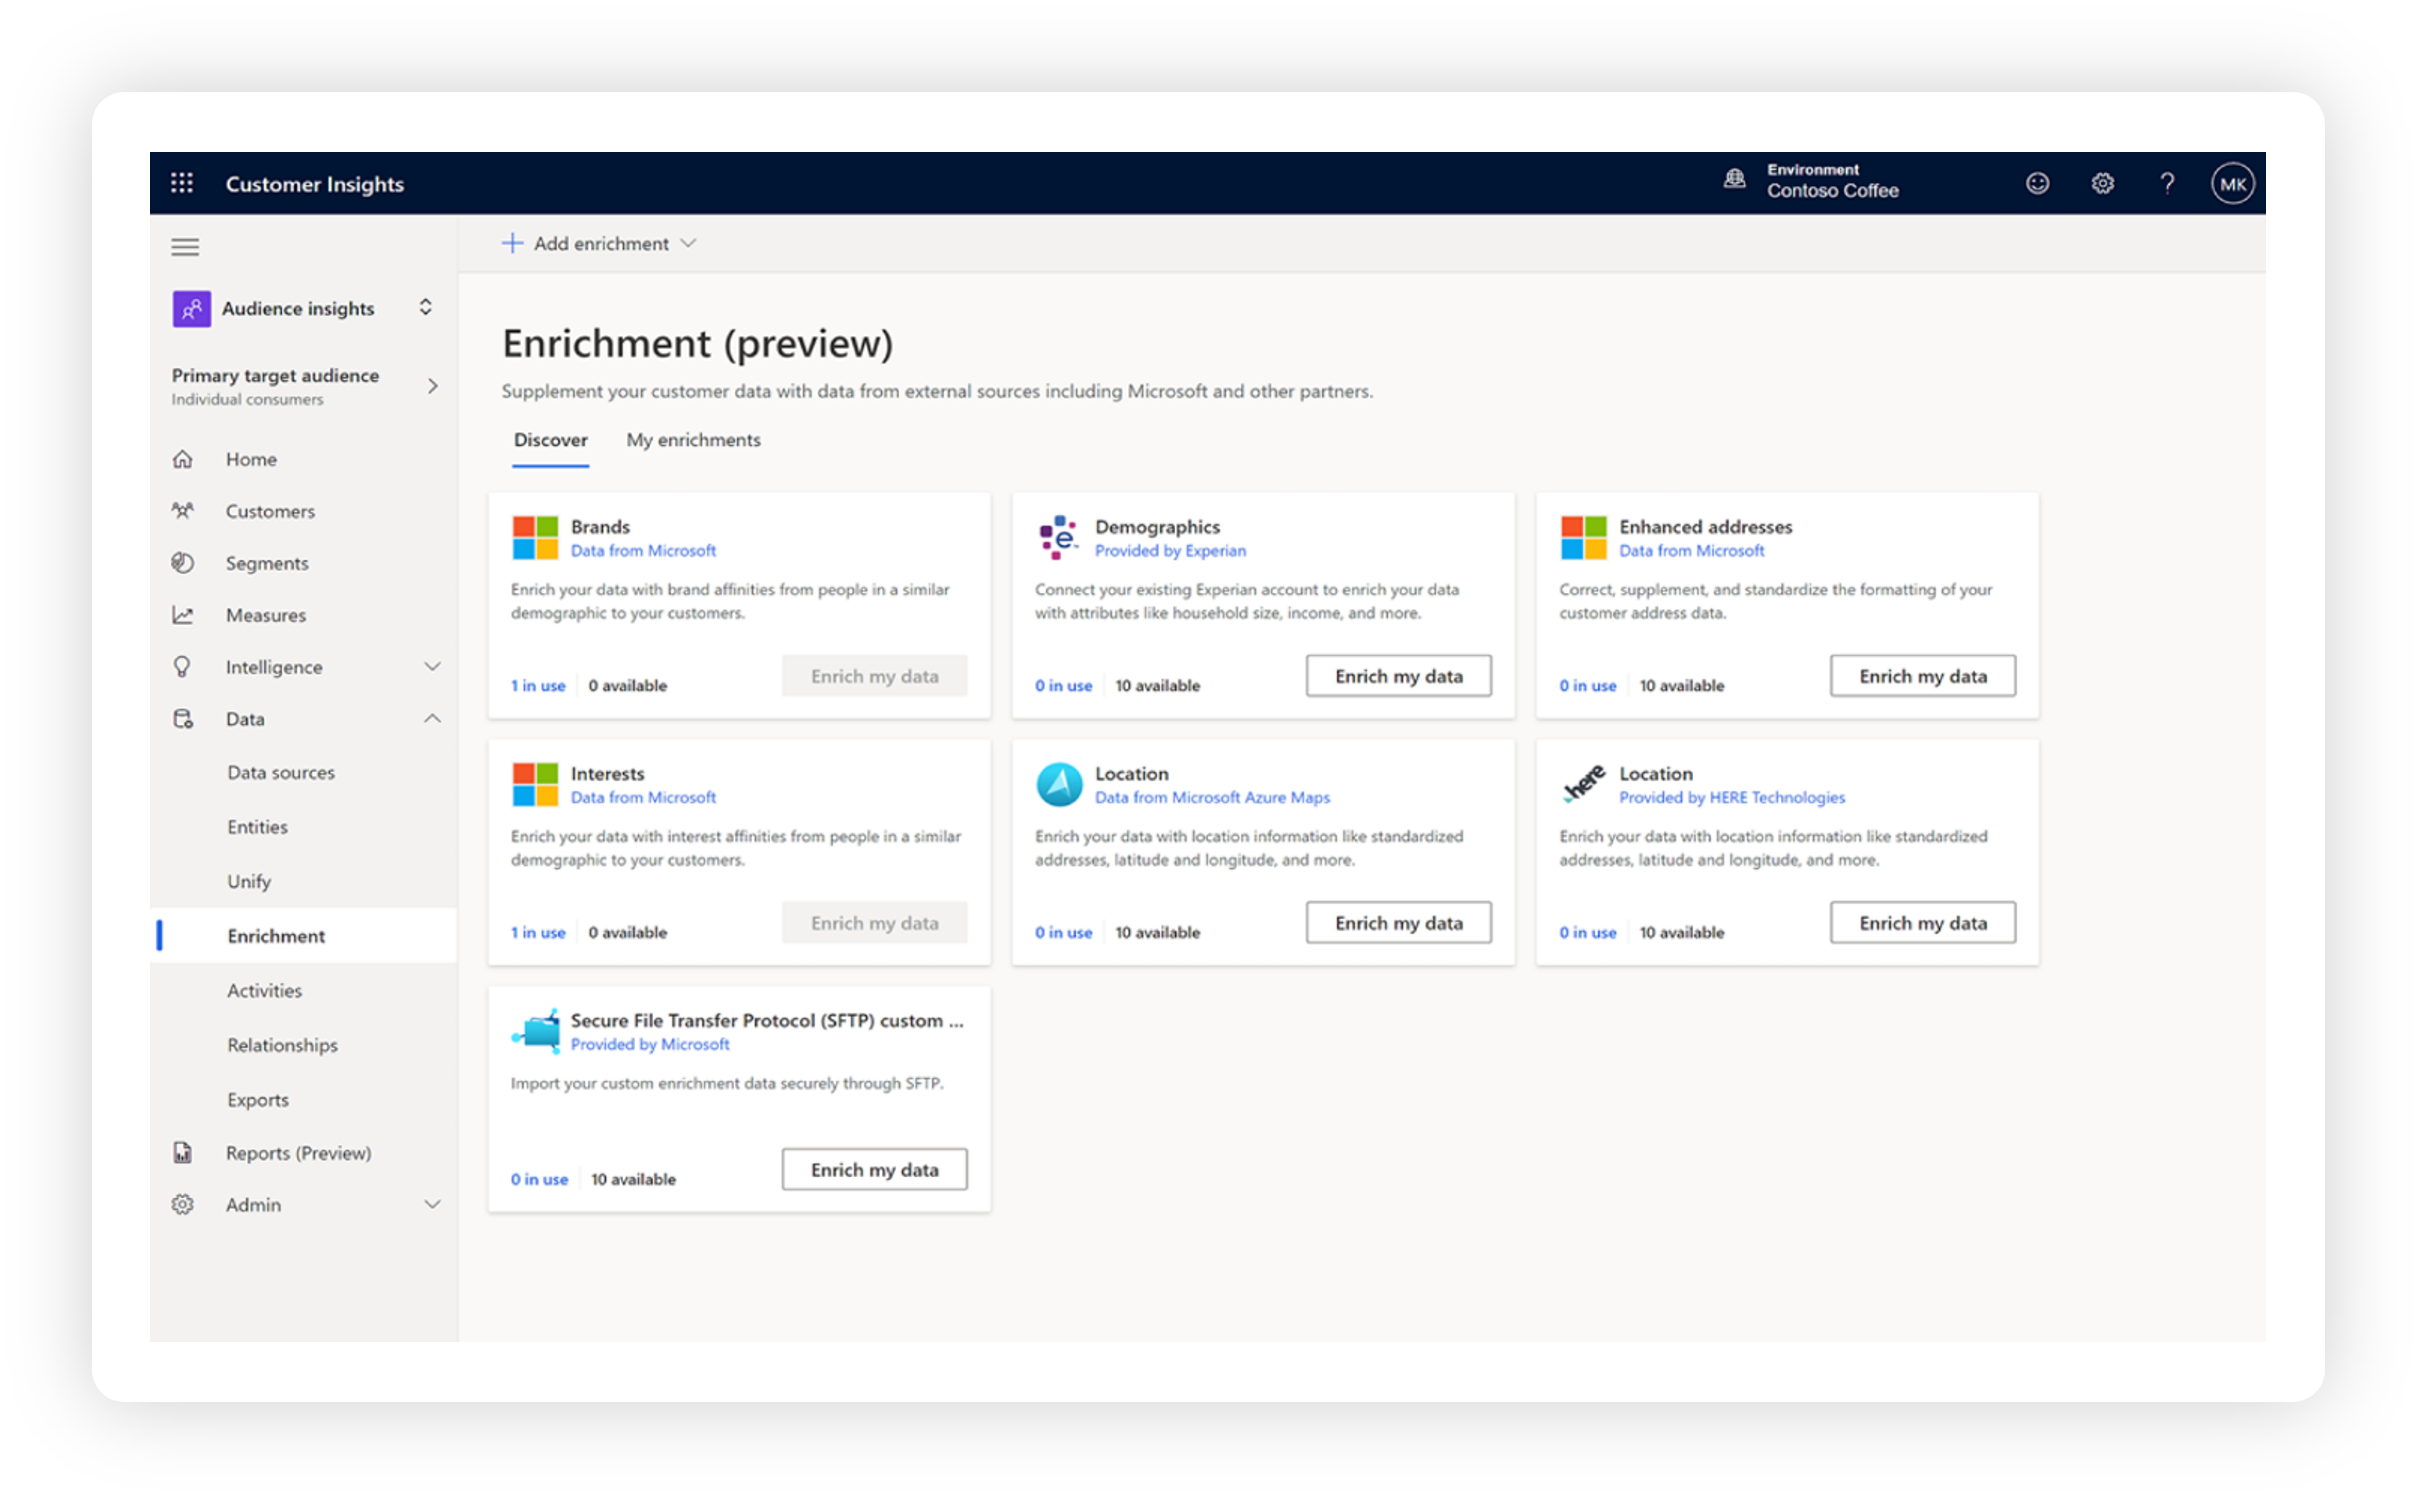 Customer Insights
Environment
Contoso Coffee
?
MK
Audience insights
Primary target audience
Individual consumers
Home
Customers
Segments
Measures
Intelligence
Data
Data sources
Entities
Unify
Enrichment
Activities
Relationships
Exports
Reports (Preview)
Admin
+ Add enrichment
Enrichment (preview)
Supplement your customer data with data from external sources including Microsoft and other partners.
Discover My enrichments
Brands
Data from Microsoft
Enrich your data with brand affinities from people in a similar
demographic to your customers.
1 in use 0 available Enrich my data
e
Demographics
Provided by Experian
Connect your existing Experian account to enrich your data
with attributes like household size, income, and more.
0 in use 10 available Enrich my data
Enhanced addresses
Data from Microsoft
Correct, supplement, and standardize the formatting of your
customer address data.
0 in use 10 available Enrich my data
Interests
Data from Microsoft
Enrich your data with interest affinities from people in a similar
demographic to your customers.
1 in use 0 available Enrich my data
Location
Data from Microsoft Azure Maps
Enrich your data with location information like standardized
addresses, latitude and longitude, and more.
0 in use 10 available Enrich my data
here
Location
Provided by HERE Technologies
Enrich your data with location information like standardized
addresses, latitude and longitude, and more.
0 in use 10 available Enrich my data
Secure File Transfer Protocol (SFTP) custom ...
Provided by Microsoft
Import your custom enrichment data securely through SFTP.
0 in use 10 available Enrich my data